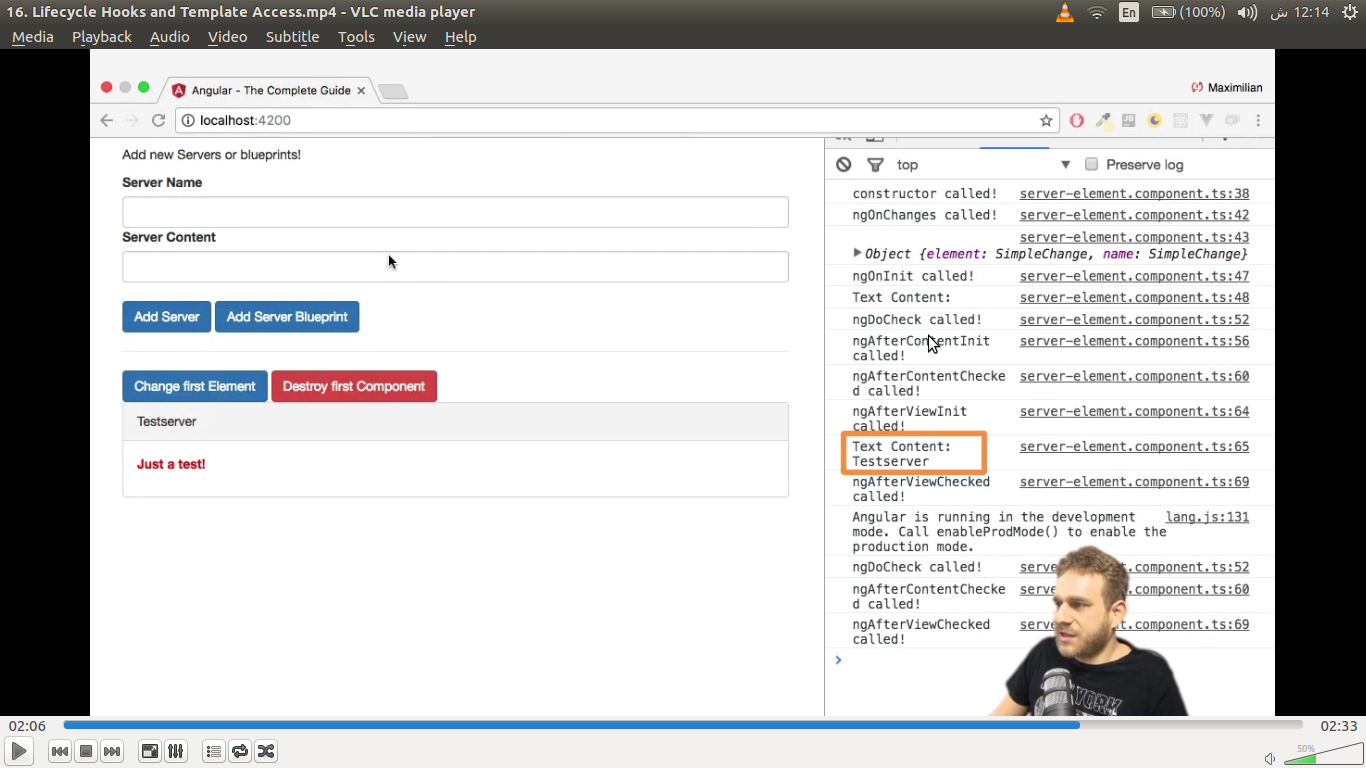 16. Lifecycle Hooks and Template Access.mp4 - VLC media player
En (100%) ش 12:14
Media Playback Audio Video Subtitle Tools View Help
Angular - The Complete Guide
Maximilian
localhost:4200
Add new Servers or blueprints!
Server Name
Server Content
Add Server Add Server Blueprint
Change first Element Destroy first Component
Testserver
Just a test!
top Preserve log
constructor called! server-element.component.ts:38
ngOnChanges called! server-element.component.ts:42
server-element.component.ts:43
Object {element: SimpleChange, name: SimpleChange}
ngOnInit called! server-element.component.ts:47
Text Content: server-element.component.ts:48
ngDoCheck called! server-element.component.ts:52
ngAfterContentInit server-element.component.ts:56
called!
ngAfterContentChecke server-element.component.ts:60
d called!
ngAfterViewInit server-element.component.ts:64
called!
Text Content: server-element.component.ts:65
Testserver
ngAfterViewChecked server-element.component.ts:69
called!
Angular is running in the development lang.js:131
mode. Call enableProdMode() to enable the
production mode.
ngDoCheck called! serve t.component.ts:52
ngAfterContentChecke serve t.component.ts:60
d called!
ngAfterViewChecked serve t.component.ts:69
called!
02:06 02:33
50%